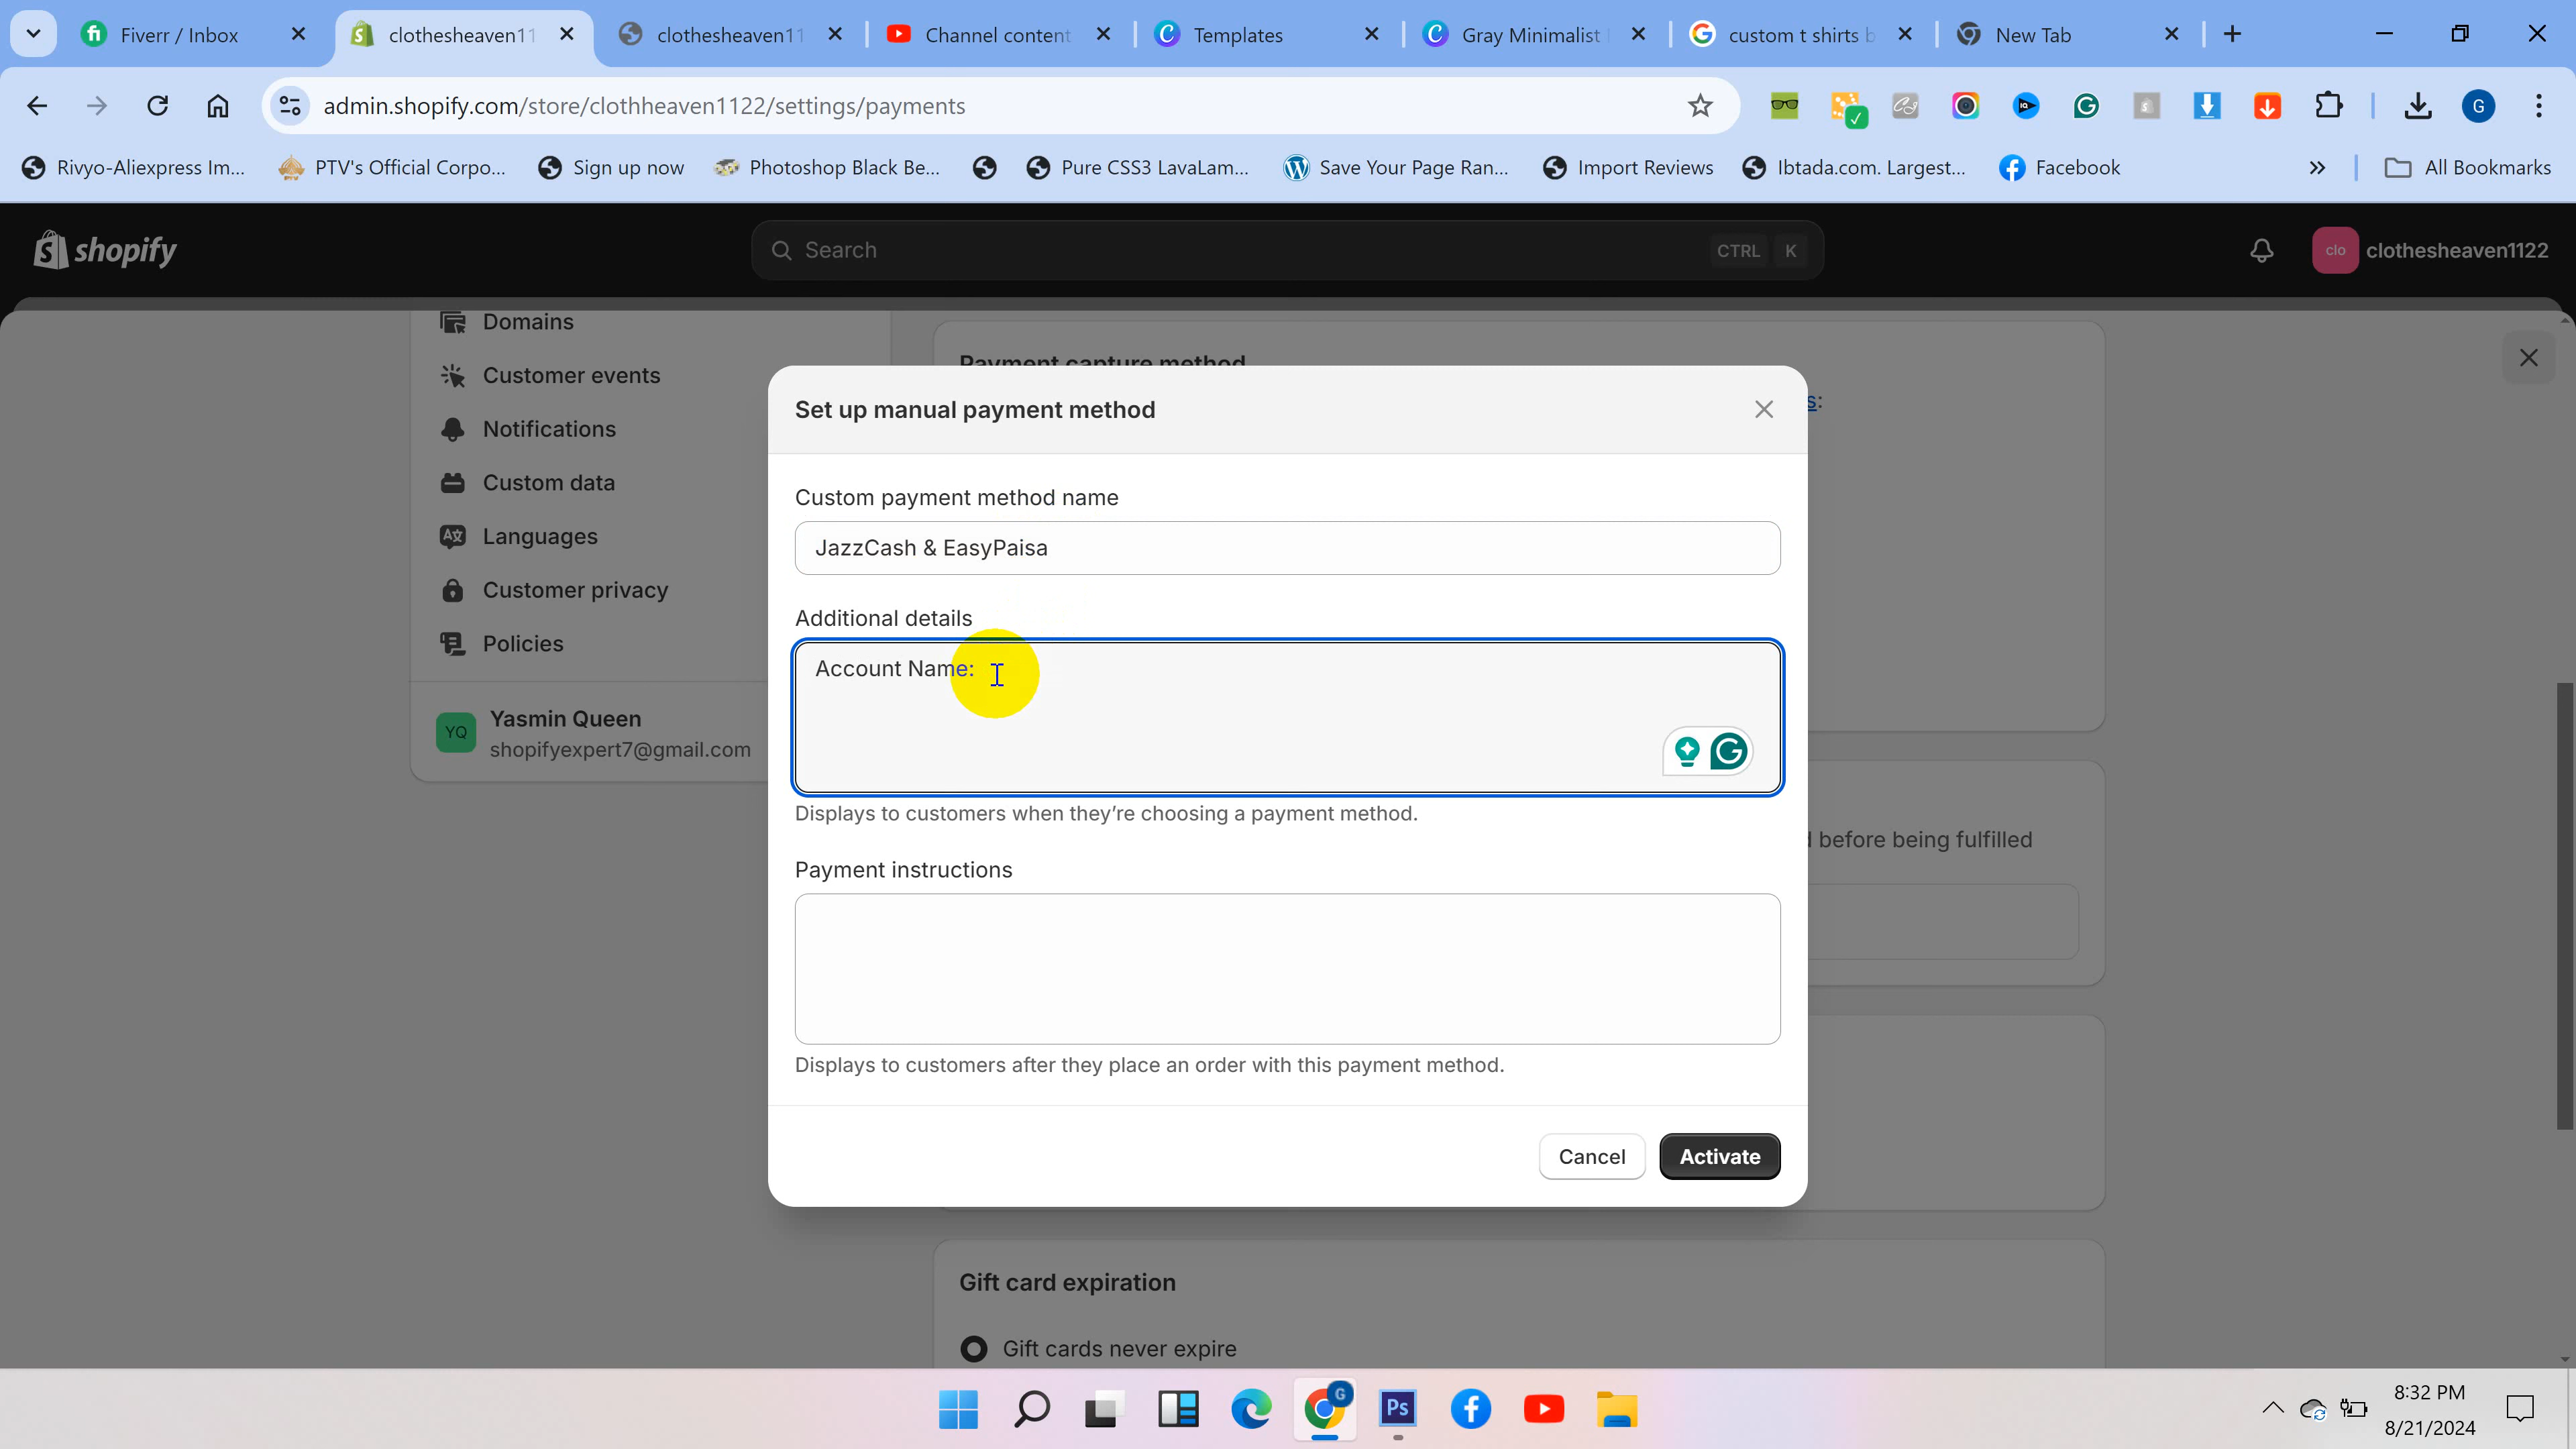 Fiverr / Inbox
clothesheaven11
clothesheaven11
Channel content
Templates
Gray Minimalist
custom t shirts b
New Tab
admin.shopify.com/store/clothheaven1122/settings/payments
Rivyo-Aliexpress Im...
PTV's Official Corpo...
Sign up now
Photoshop Black Be...
Pure CSS3 LavaLam...
Save Your Page Ran...
Import Reviews
Ibtada.com. Largest...
Facebook
All Bookmarks
shopify
Search
CTRL K
clo
clothesheaven1122
Domains
Customer events
Notifications
Custom data
Languages
Customer privacy
Policies
YQ
Yasmin Queen
shopifyexpert7@gmail.com
Payment capture method
s:
Set up manual payment method
Custom payment method name
JazzCash & EasyPaisa
Additional details
Account Name:
Displays to customers when they're choosing a payment method.
before being fulfilled
Payment instructions
Displays to customers after they place an order with this payment method.
Cancel
Activate
Gift card expiration
Gift cards never expire
Ps
8:32 PM
8/21/2024